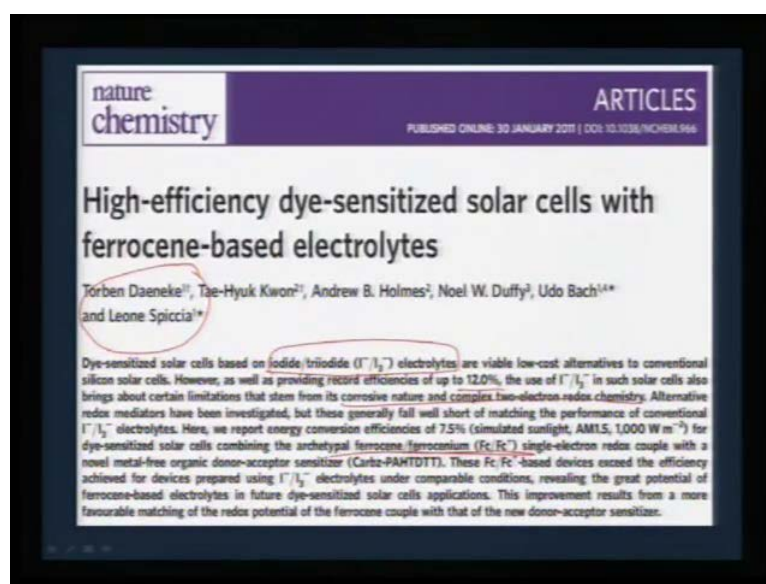 nature
chemistry
ARTICLES
PUBLISHED ONLINE: 30 JANUARY 2011 | DOI: 10.1038/NCHEM.966
High-efficiency dye-sensitized solar cells with
ferrocene-based electrolytes
Torben Daeneke¹†, Tae-Hyuk Kwon²†, Andrew B. Holmes², Noel W. Duffy³, Udo Bach¹,⁴*
and Leone Spiccia¹*
Dye-sensitized solar cells based on iodide/triiodide (I⁻/I₃⁻) electrolytes are viable low-cost alternatives to conventional
silicon solar cells. However, as well as providing record efficiencies of up to 12.0%, the use of I⁻/I₃⁻ in such solar cells also
brings about certain limitations that stem from its corrosive nature and complex two-electron redox chemistry. Alternative
redox mediators have been investigated, but these generally fall well short of matching the performance of conventional
I⁻/I₃⁻ electrolytes. Here, we report energy conversion efficiencies of 7.5% (simulated sunlight, AM1.5, 1,000 W m⁻²) for
dye-sensitized solar cells combining the archetypal ferrocene/ferrocenium (Fc/Fc⁺) single-electron redox couple with a
novel metal-free organic donor-acceptor sensitizer (Carbz-PAHTDTT). These Fc/Fc⁺-based devices exceed the efficiency
achieved for devices prepared using I⁻/I₃⁻ electrolytes under comparable conditions, revealing the great potential of
ferrocene-based electrolytes in future dye-sensitized solar cells applications. This improvement results from a more
favourable matching of the redox potential of the ferrocene couple with that of the new donor-acceptor sensitizer.